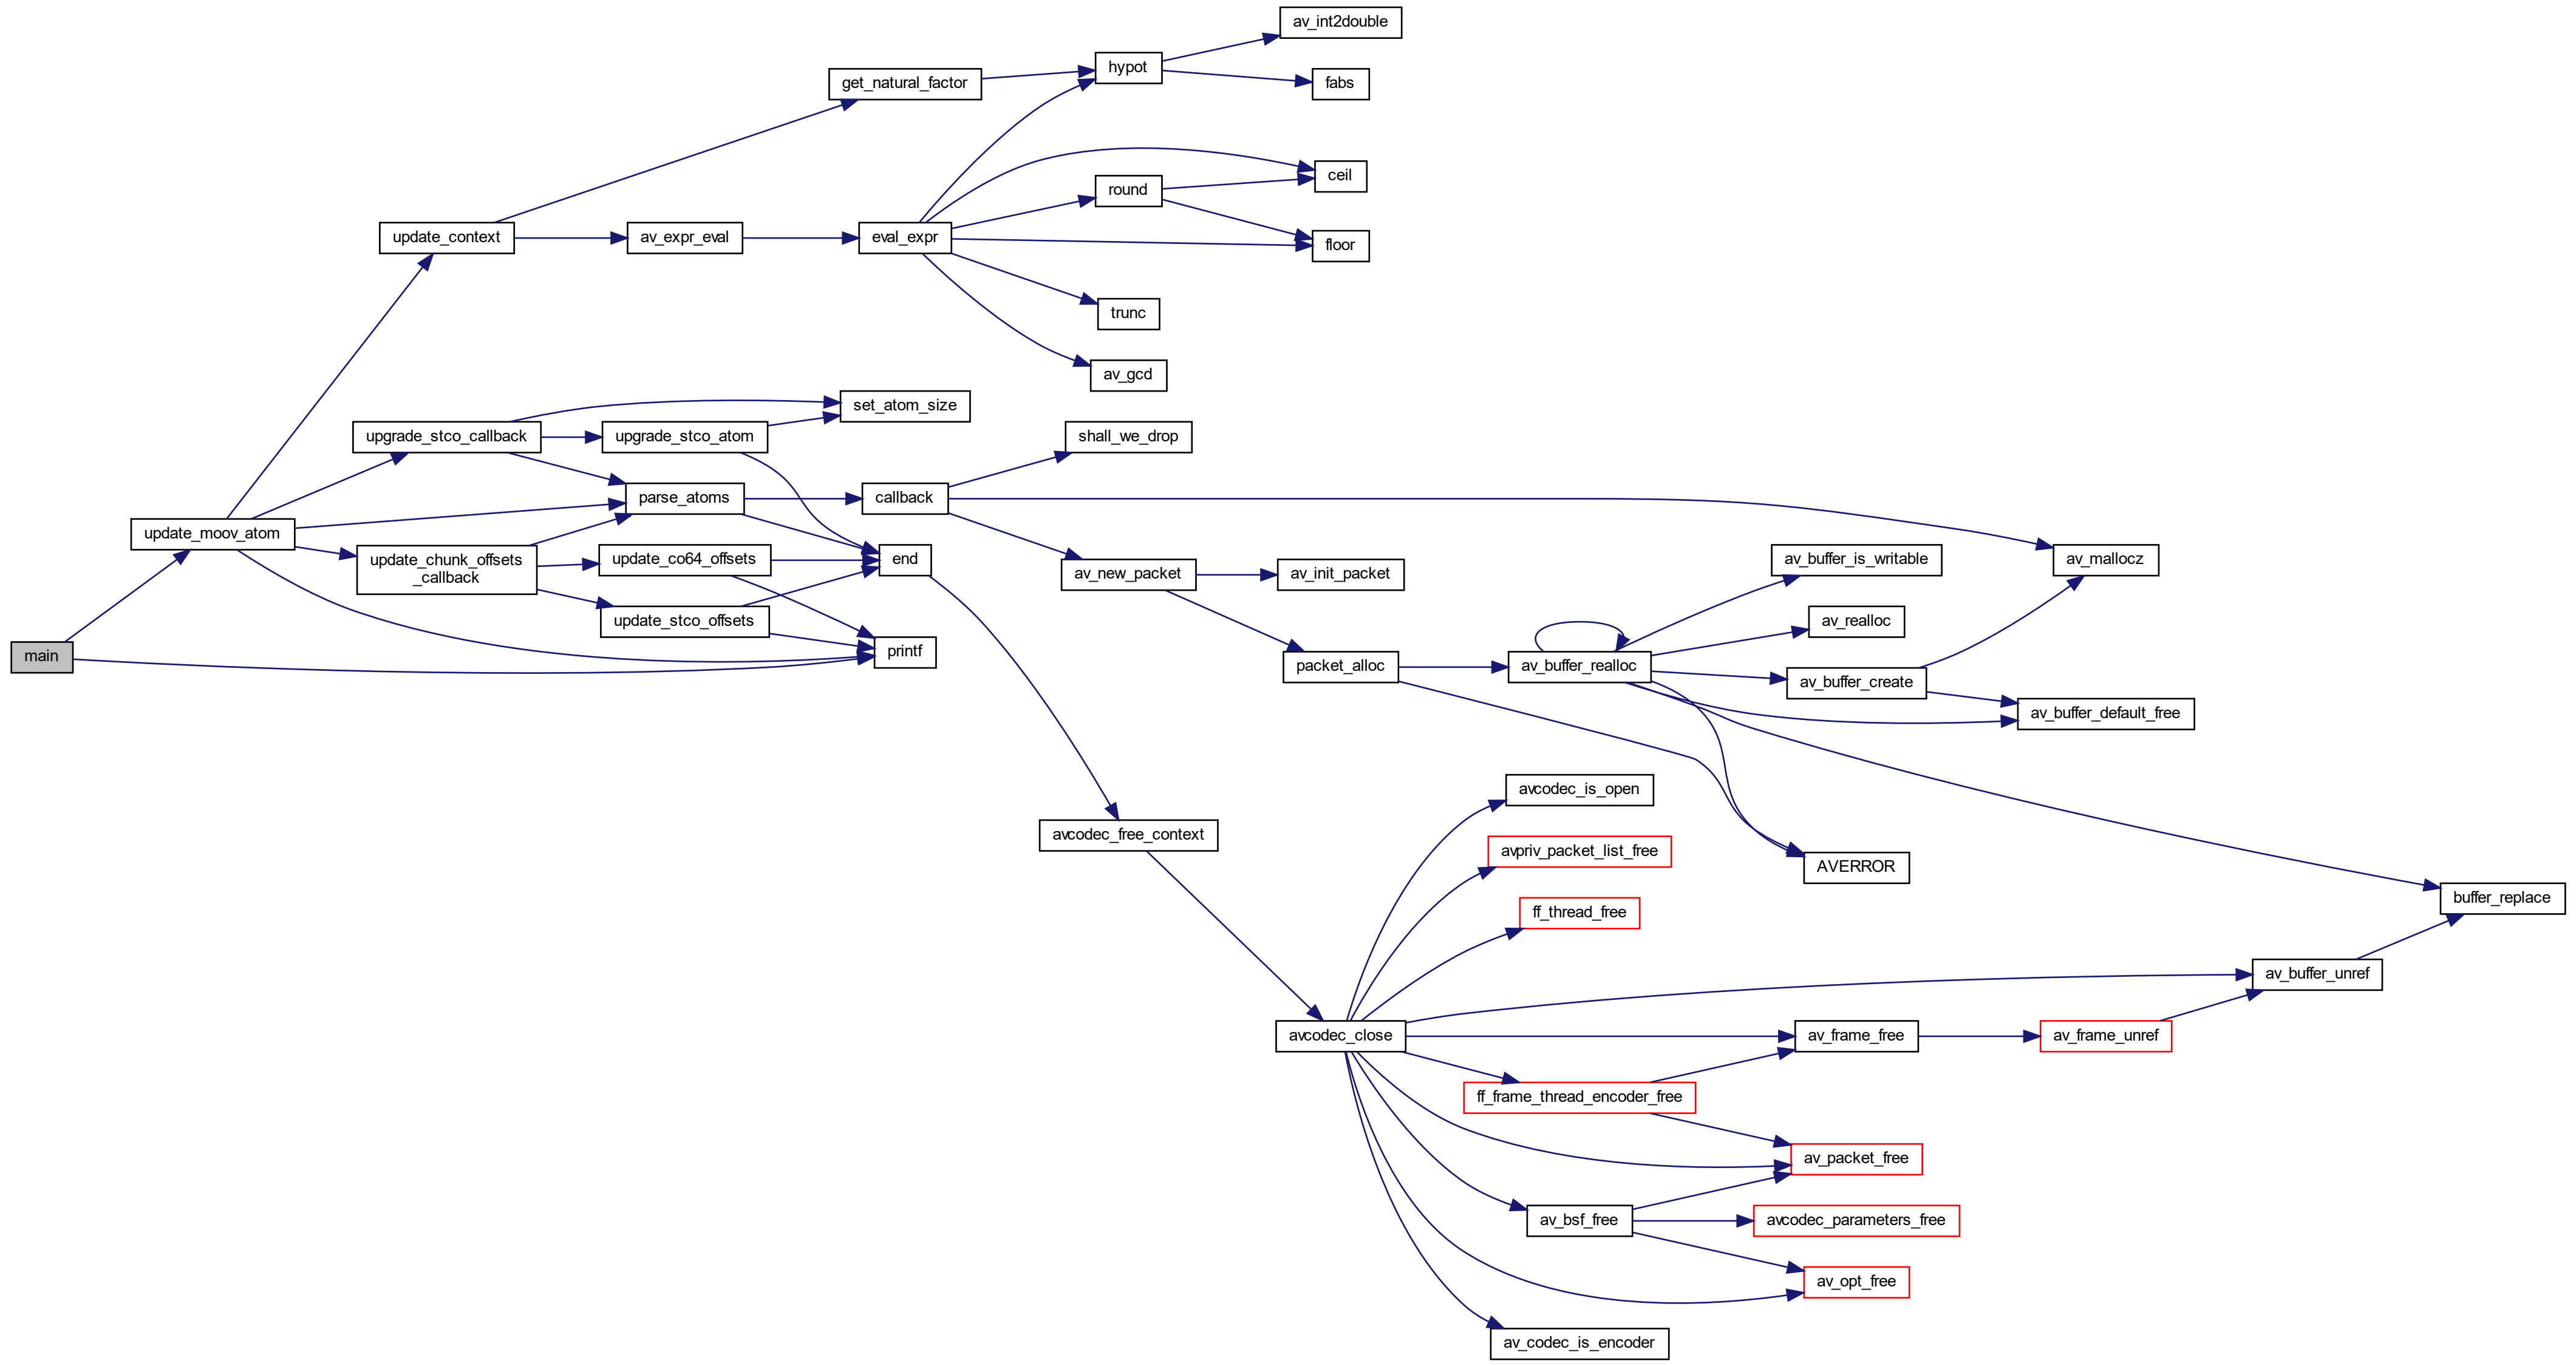 av_int2double
hypot
get_natural_factor
fabs
ceil
round
update_context
av_expr_eval
eval_expr
floor
trunc
av_gcd
set_atom_size
upgrade_stco_callback
upgrade_stco_atom
shall_we_drop
parse_atoms
callback
update_moov_atom
update_chunk_offsets
_callback
update_co64_offsets
end
av_new_packet
av_init_packet
av_buffer_is_writable
av_mallocz
update_stco_offsets
av_realloc
main
printf
packet_alloc
av_buffer_realloc
av_buffer_create
av_buffer_default_free
avcodec_is_open
avcodec_free_context
avpriv_packet_list_free
AVERROR
buffer_replace
ff_thread_free
av_buffer_unref
avcodec_close
av_frame_free
av_frame_unref
ff_frame_thread_encoder_free
av_packet_free
av_bsf_free
avcodec_parameters_free
av_opt_free
av_codec_is_encoder